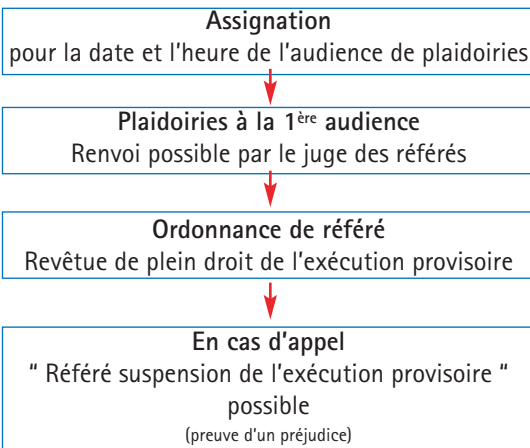 Assignation
pour la date et l'heure de l'audience de plaidoiries
Plaidoiries à la 1ère audience
Renvoi possible par le juge des référés
Ordonnance de référé
Revêtue de plein droit de l'exécution provisoire
En cas d'appel
" Référé suspension de l'exécution provisoire "
possible
(preuve d'un préjudice)